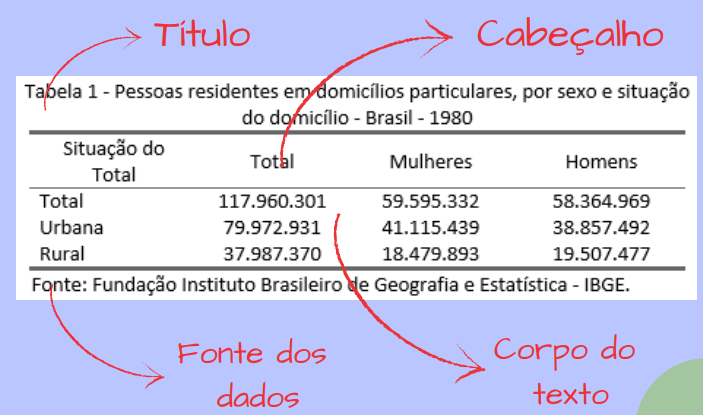 Título
Cabeçalho
Tabela 1 - Pessoas residentes em domicílios particulares, por sexo e situação
do domicílio - Brasil - 1980
Situação do
Total
Total Mulheres Homens
Total 117.960.301 59.595.332 58.364.969
Urbana 79.972.931 41.115.439 38.857.492
Rural 37.987.370 18.479.893 19.507.477
Fonte: Fundação Instituto Brasileiro de Geografia e Estatística - IBGE.
Fonte dos
dados
Corpo do
texto